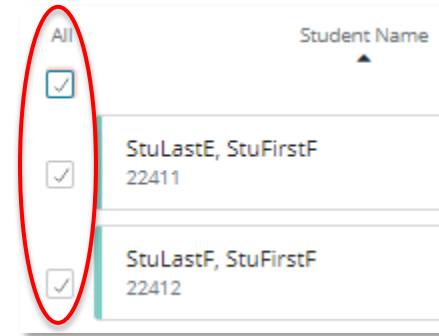 All Student Name
StuLastE, StuFirstF
22411
StuLastF, StuFirstF
22412